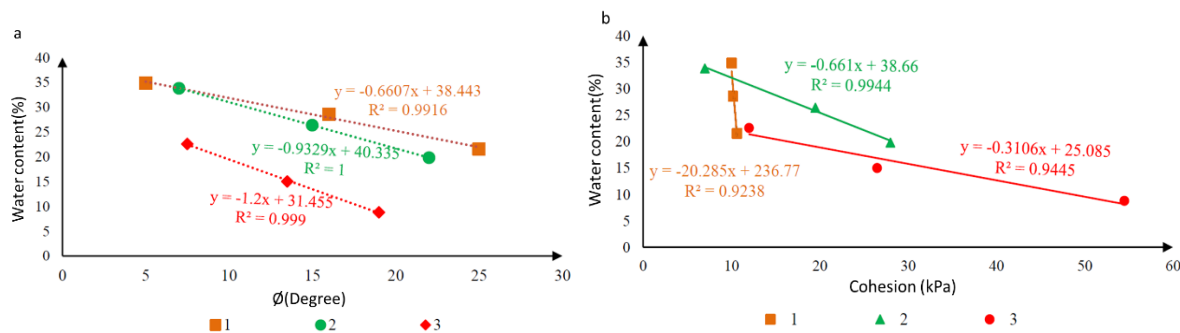 a
Water content(%)
40
35
30
25
20
15
10
5
0
y = -0.6607x + 38.443
R² = 0.9916
y = -0.9329x + 40.335
R² = 1
y = -1.2x + 31.455
R² = 0.999
0 5 10 15 20 25 30
Ø(Degree)
1 2 3
b
Water content(%)
40
35
30
25
20
15
10
5
0
y = -0.661x + 38.66
R² = 0.9944
y = -20.285x + 236.77
R² = 0.9238
y = -0.3106x + 25.085
R² = 0.9445
0 10 20 30 40 50 60
Cohesion (kPa)
1 2 3